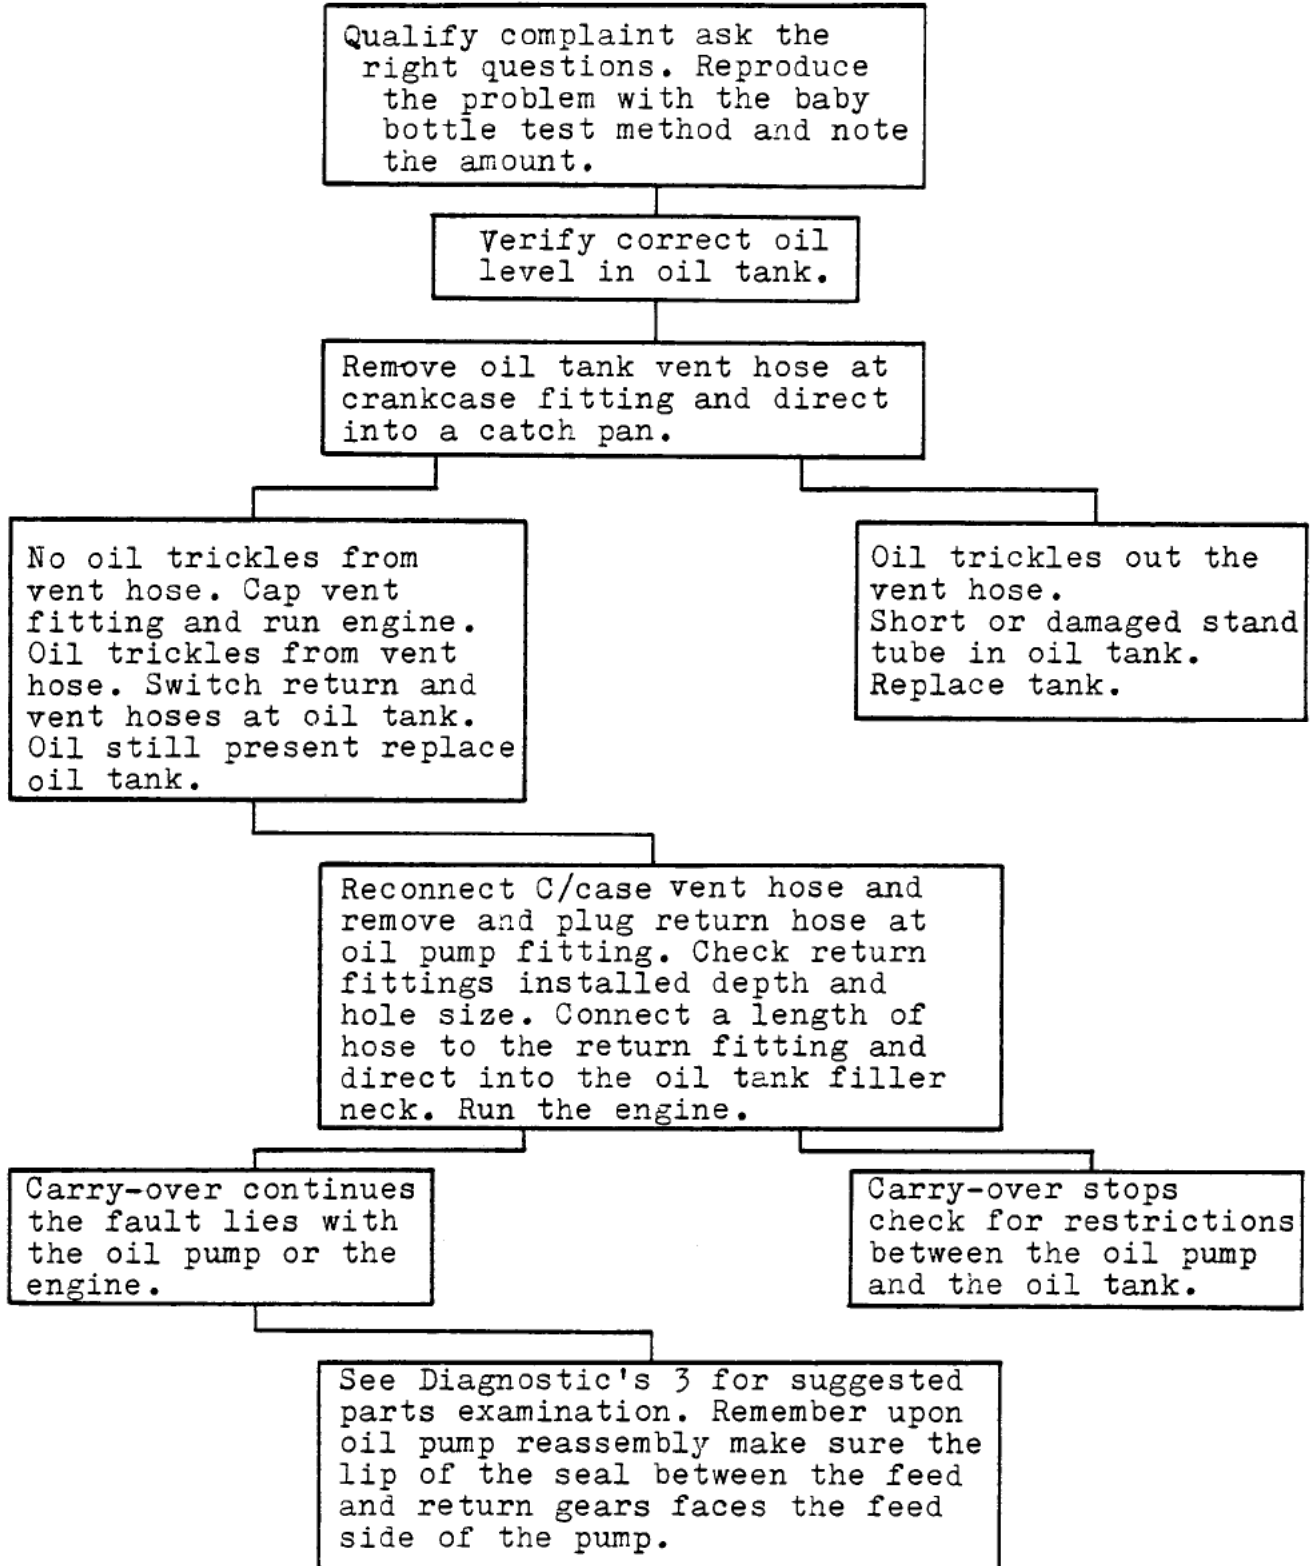 Qualify complaint ask the
right questions. Reproduce
the problem with the baby
bottle test method and note
the amount.
Verify correct oil
level in oil tank.
Remove oil tank vent hose at
crankcase fitting and direct
into a catch pan.
No oil trickles from
vent hose. Cap vent
fitting and run engine.
Oil trickles from vent
hose. Switch return and
vent hoses at oil tank.
Oil still present replace
oil tank.
Oil trickles out the
vent hose.
Short or damaged stand
tube in oil tank.
Replace tank.
Reconnect C/case vent hose and
remove and plug return hose at
oil pump fitting. Check return
fittings installed depth and
hole size. Connect a length of
hose to the return fitting and
direct into the oil tank filler
neck. Run the engine.
Carry-over continues
the fault lies with
the oil pump or the
engine.
Carry-over stops
check for restrictions
between the oil pump
and the oil tank.
See Diagnostic's 3 for suggested
parts examination. Remember upon
oil pump reassembly make sure the
lip of the seal between the feed
and return gears faces the feed
side of the pump.